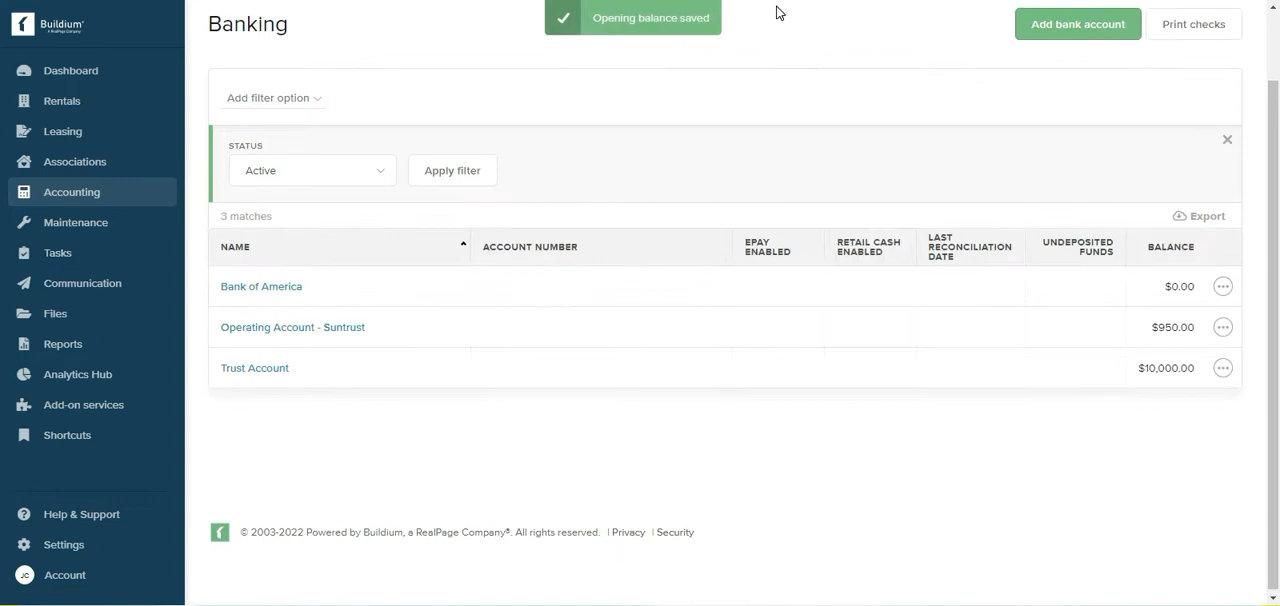 Buildium®
A RealPage Company®
Dashboard
Rentals
Leasing
Associations
Accounting
Maintenance
Tasks
Communication
Files
Reports
Analytics Hub
Add-on services
Shortcuts
Help & Support
Settings
JC Account
Banking
Opening balance saved
Add bank account
Print checks
Add filter option
STATUS
Active
Apply filter
3 matches
Export
NAME ACCOUNT NUMBER EPAY ENABLED RETAIL CASH ENABLED LAST RECONCILIATION DATE UNDEPOSITED FUNDS BALANCE
Bank of America $0.00
Operating Account - Suntrust $950.00
Trust Account $10,000.00
© 2003-2022 Powered by Buildium, a RealPage Company®. All rights reserved. | Privacy | Security